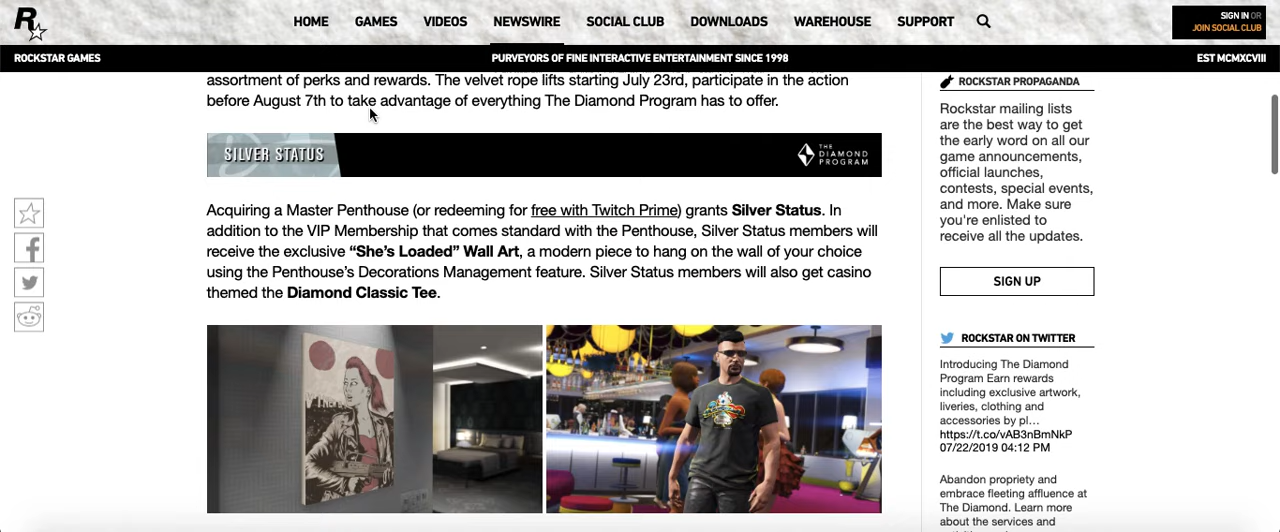 R
HOME GAMES VIDEOS NEWSWIRE SOCIAL CLUB DOWNLOADS WAREHOUSE SUPPORT
SIGN IN OR
JOIN SOCIAL CLUB
ROCKSTAR GAMES
PURVEYORS OF FINE INTERACTIVE ENTERTAINMENT SINCE 1998
EST MCMXCVIII
assortment of perks and rewards. The velvet rope lifts starting July 23rd, participate in the action
before August 7th to take advantage of everything The Diamond Program has to offer.
SILVER STATUS
THE
DIAMOND
PROGRAM
Acquiring a Master Penthouse (or redeeming for free with Twitch Prime) grants Silver Status. In
addition to the VIP Membership that comes standard with the Penthouse, Silver Status members will
receive the exclusive “She’s Loaded” Wall Art, a modern piece to hang on the wall of your choice
using the Penthouse’s Decorations Management feature. Silver Status members will also get casino
themed the Diamond Classic Tee.
ROCKSTAR PROPAGANDA
Rockstar mailing lists
are the best way to get
the early word on all our
game announcements,
official launches,
contests, special events,
and more. Make sure
you're enlisted to
receive all the updates.
SIGN UP
ROCKSTAR ON TWITTER
Introducing The Diamond
Program Earn rewards
including exclusive artwork,
liveries, clothing and
accessories by pl…
https://t.co/vAB3nBmNkP
07/22/2019 04:12 PM
Abandon propriety and
embrace fleeting affluence at
The Diamond. Learn more
about the services and